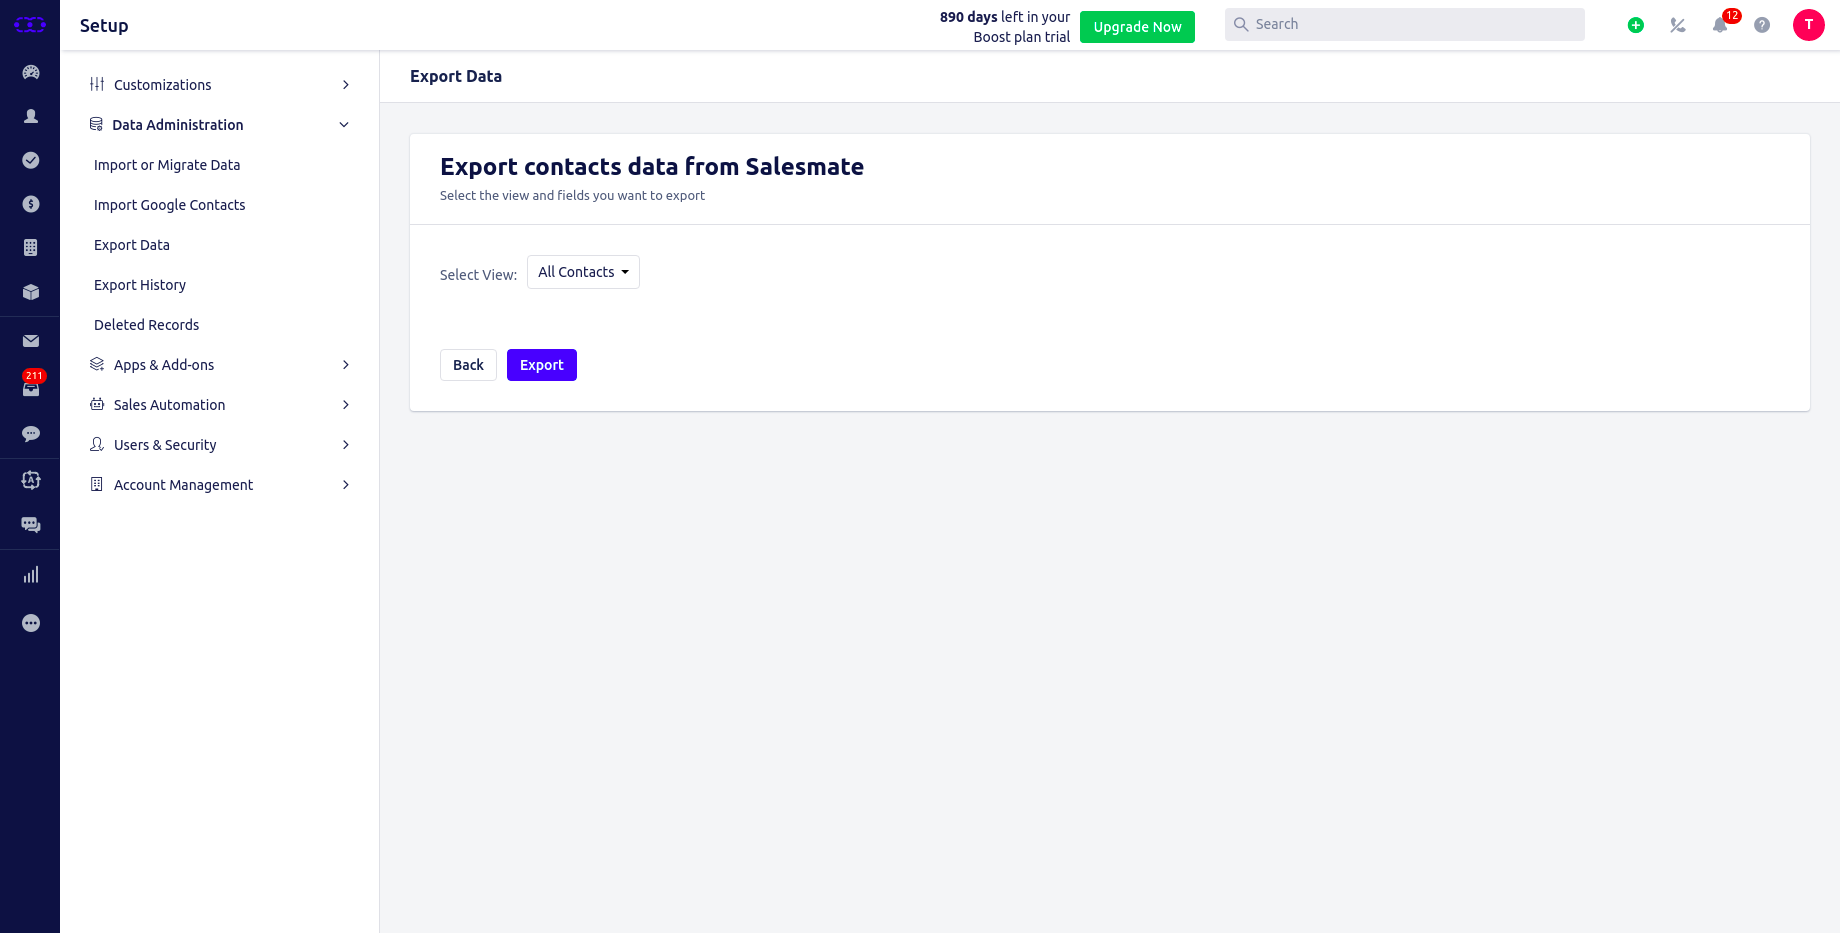 Setup
890 days left in your
Boost plan trial
Upgrade Now
Search
12
T
211
Customizations
Data Administration
Import or Migrate Data
Import Google Contacts
Export Data
Export History
Deleted Records
Apps & Add-ons
Sales Automation
Users & Security
Account Management
Export Data
Export contacts data from Salesmate
Select the view and fields you want to export
Select View: All Contacts
Back Export